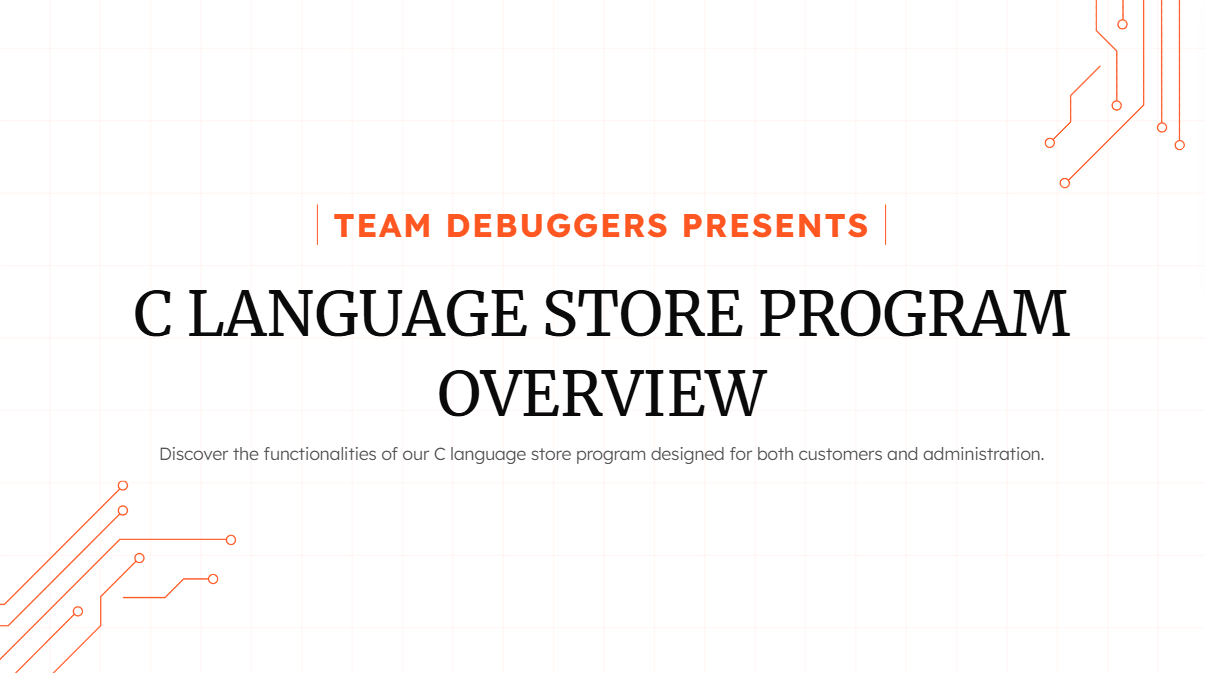 TEAM DEBUGGERS PRESENTS
C LANGUAGE STORE PROGRAM
OVERVIEW
Discover the functionalities of our C language store program designed for both customers and administration.